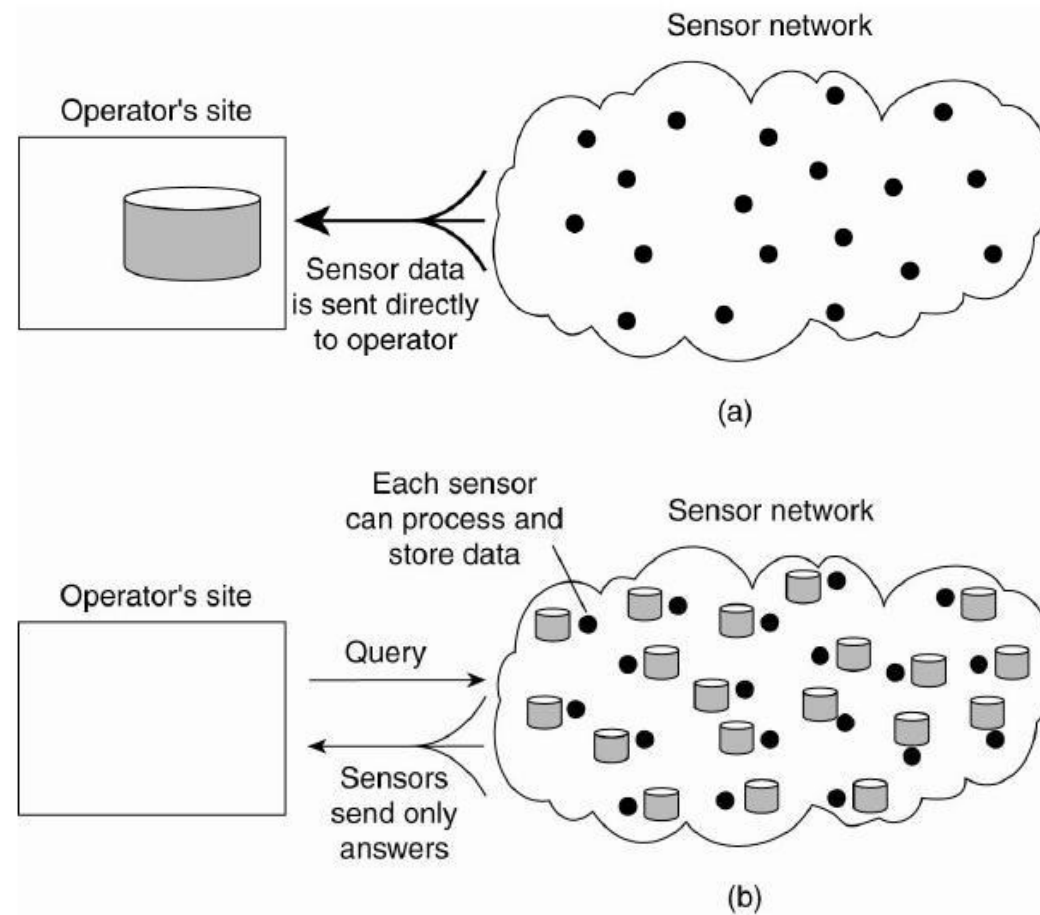 Sensor network
Operator's site
Sensor data
is sent directly
to operator
(a)
Each sensor
can process and
store data
Sensor network
Operator's site
Query
Sensors
send only
answers
(b)